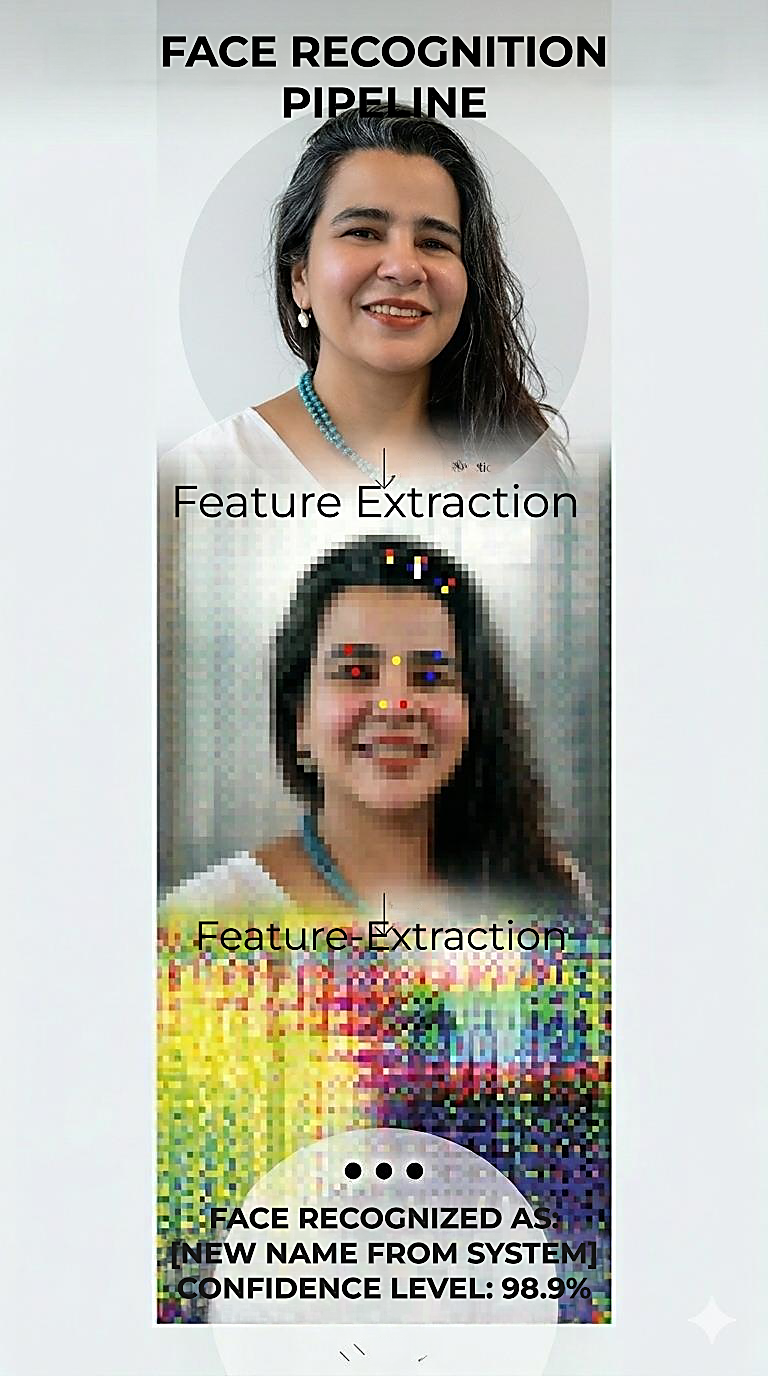 FACE RECOGNITION
PIPELINE
Feature Extraction
Feature-Extraction
FACE RECOGNIZED AS:
[NEW NAME FROM SYSTEM]
CONFIDENCE LEVEL: 98.9%